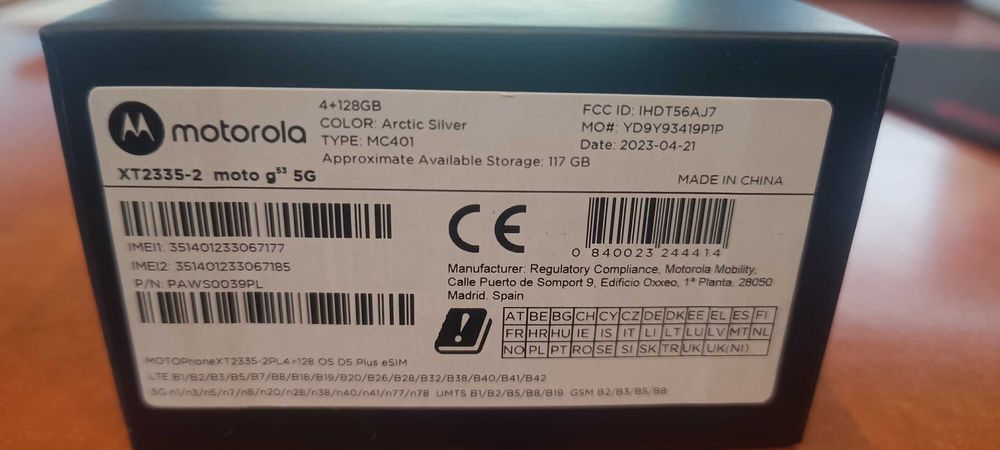 motorola
4+128GB
COLOR: Arctic Silver
TYPE: MC401
Approximate Available Storage: 117 GB
FCC ID: IHDT56AJ7
MO#: YD9Y93419P1P
Date: 2023-04-21
XT2335-2 moto g53 5G
MADE IN CHINA
IMEI1: 351401233067177
IMEI2: 351401233067185
P/N: PAWS0039PL
CE
0 840023 244414
Manufacturer: Regulatory Compliance, Motorola Mobility,
Calle Puerto de Somport 9, Edificio Oxxeo, 1ª Planta. 28050
Madrid. Spain
AT BE BG CH CY CZ DE DK EE EL ES FI
FR HR HU IE IS IT LI LT LU LV MT NL
NO PL PT RO SE SI SK TR UK UK(NI)
MOTOPhoneXT2335-2PL4+128 OS DS Plus eSIM
LTE B1/B2/B3/B5/B7/B8/B18/B19/B20/B26/B28/B32/B38/B40/B41/B42
5G n1/n3/n5/n7/n8/n20/n28/n38/n40/n41/n77/n78 UMTS B1/B2/B5/B8/B19 GSM B2/B3/B5/B8